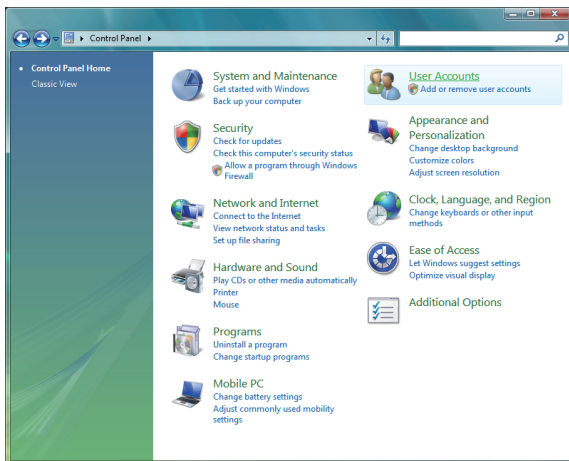 Control Panel
Control Panel Home
Classic View
System and Maintenance
Get started with Windows
Back up your computer
Security
Check for updates
Check this computer's security status
Allow a program through Windows
Firewall
Network and Internet
Connect to the Internet
View network status and tasks
Set up file sharing
Hardware and Sound
Play CDs or other media automatically
Printer
Mouse
Programs
Uninstall a program
Change startup programs
Mobile PC
Change battery settings
Adjust commonly used mobility
settings
User Accounts
Add or remove user accounts
Appearance and
Personalization
Change desktop background
Customize colors
Adjust screen resolution
Clock, Language, and Region
Change keyboards or other input
methods
Ease of Access
Let Windows suggest settings
Optimize visual display
Additional Options